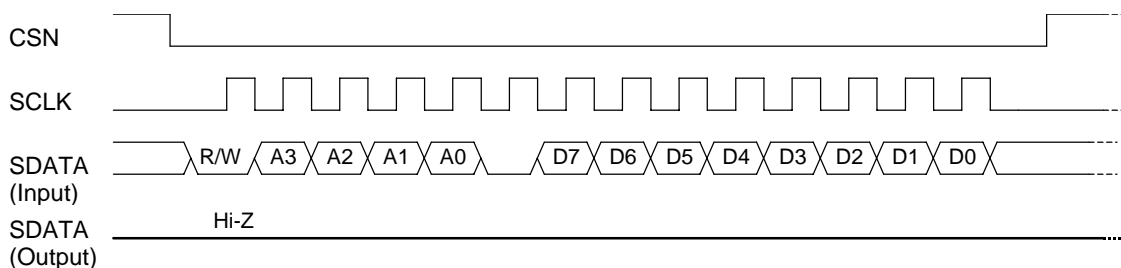 CSN
SCLK
SDATA
(Input)
R/W A3 A2 A1 A0 D7 D6 D5 D4 D3 D2 D1 D0
SDATA
(Output)
Hi-Z